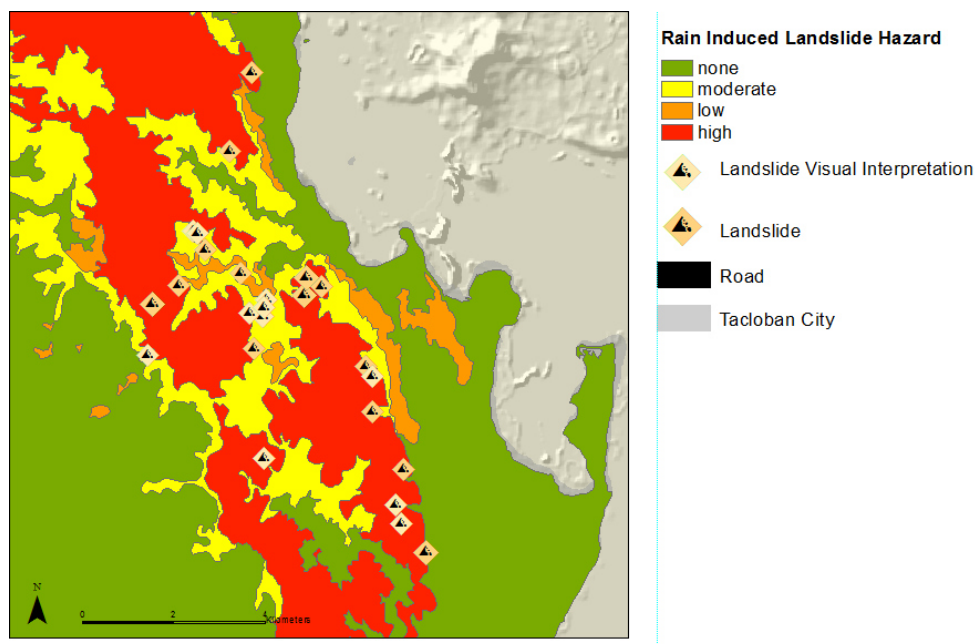 Rain Induced Landslide Hazard
none
moderate
low
high
Landslide Visual Interpretation
Landslide
Road
Tacloban City
N
0 2 4
Kilometers